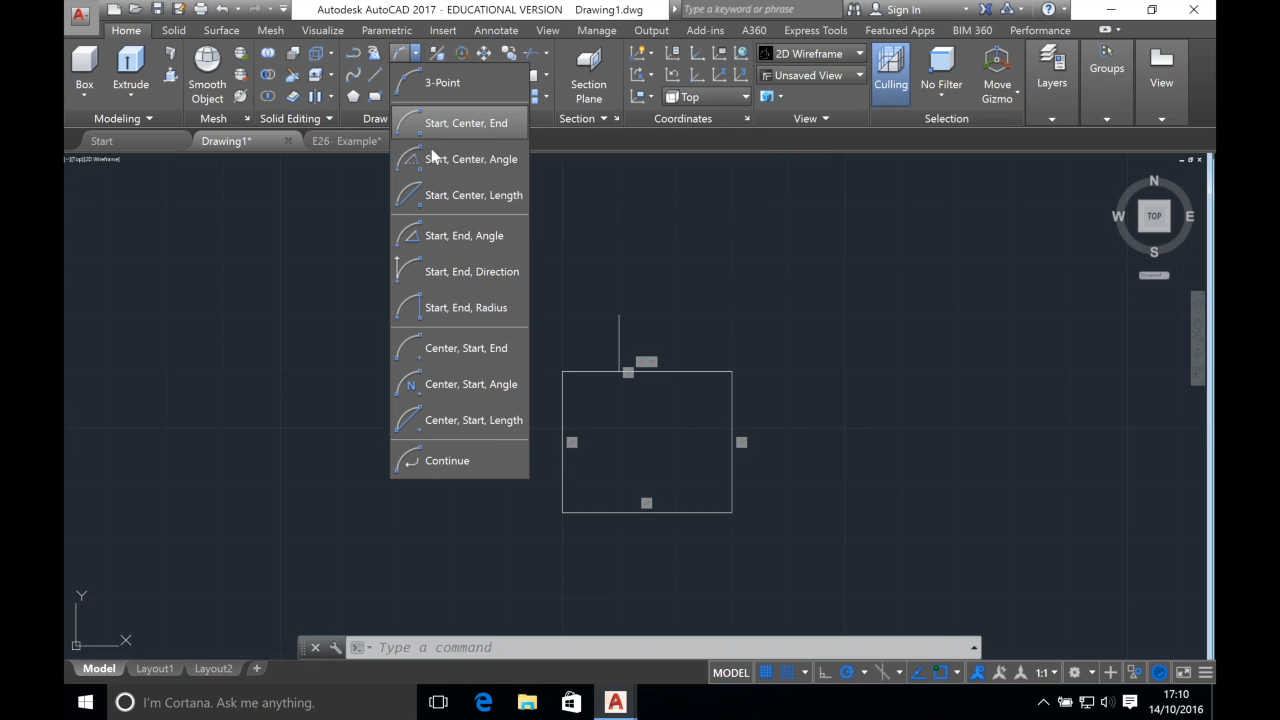 Autodesk AutoCAD 2017 - EDUCATIONAL VERSION Drawing1.dwg
Type a keyword or phrase
Sign In
Home Solid Surface Mesh Visualize Parametric Insert Annotate View Manage Output Add-ins A360 Express Tools Featured Apps BIM 360 Performance
Box
Extrude
Smooth
Object
Section
Plane
2D Wireframe
Unsaved View
Top
Culling
No Filter
Move
Gizmo
Layers
Groups
View
Modeling
Mesh
Solid Editing
Draw
Section
Coordinates
View
Selection
Start
Drawing1*
E26- Example*
[-][Top][2D Wireframe]
3-Point
Start, Center, End
Start, Center, Angle
Start, Center, Length
Start, End, Angle
Start, End, Direction
Start, End, Radius
Center, Start, End
Center, Start, Angle
Center, Start, Length
Continue
N
W
TOP
E
S
Unnamed
Y
X
Type a command
Model
Layout1
Layout2
MODEL
1:1
I'm Cortana. Ask me anything.
17:10
14/10/2016